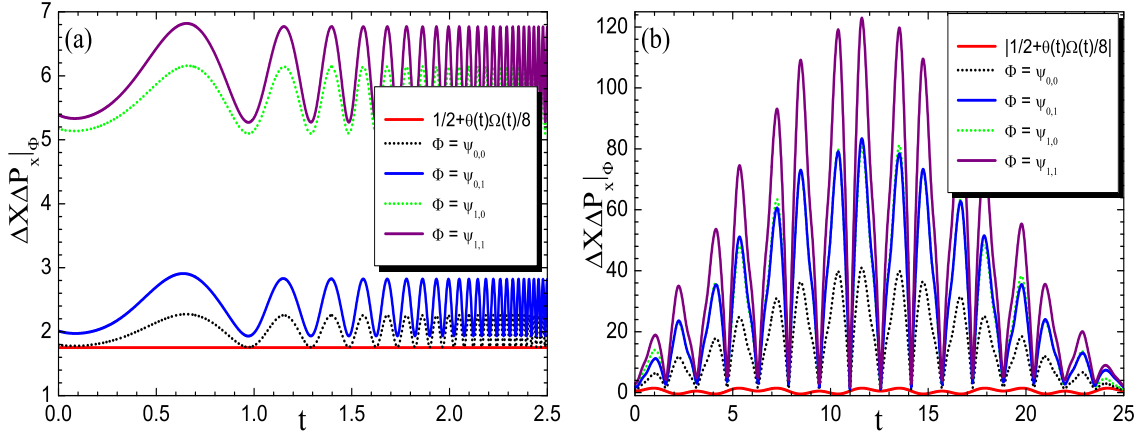 (a)
ΔXΔPₓ|Φ
7
6
5
4
3
2
1
1/2+θ(t)Ω(t)/8
Φ = ψ0,0
Φ = ψ0,1
Φ = ψ1,0
Φ = ψ1,1
0.0 0.5 1.0 1.5 2.0 2.5
t
(b)
ΔXΔPₓ|Φ
120
100
80
60
40
20
0
|1/2+θ(t)Ω(t)/8|
Φ = ψ0,0
Φ = ψ0,1
Φ = ψ1,0
Φ = ψ1,1
0 5 10 15 20 25
t